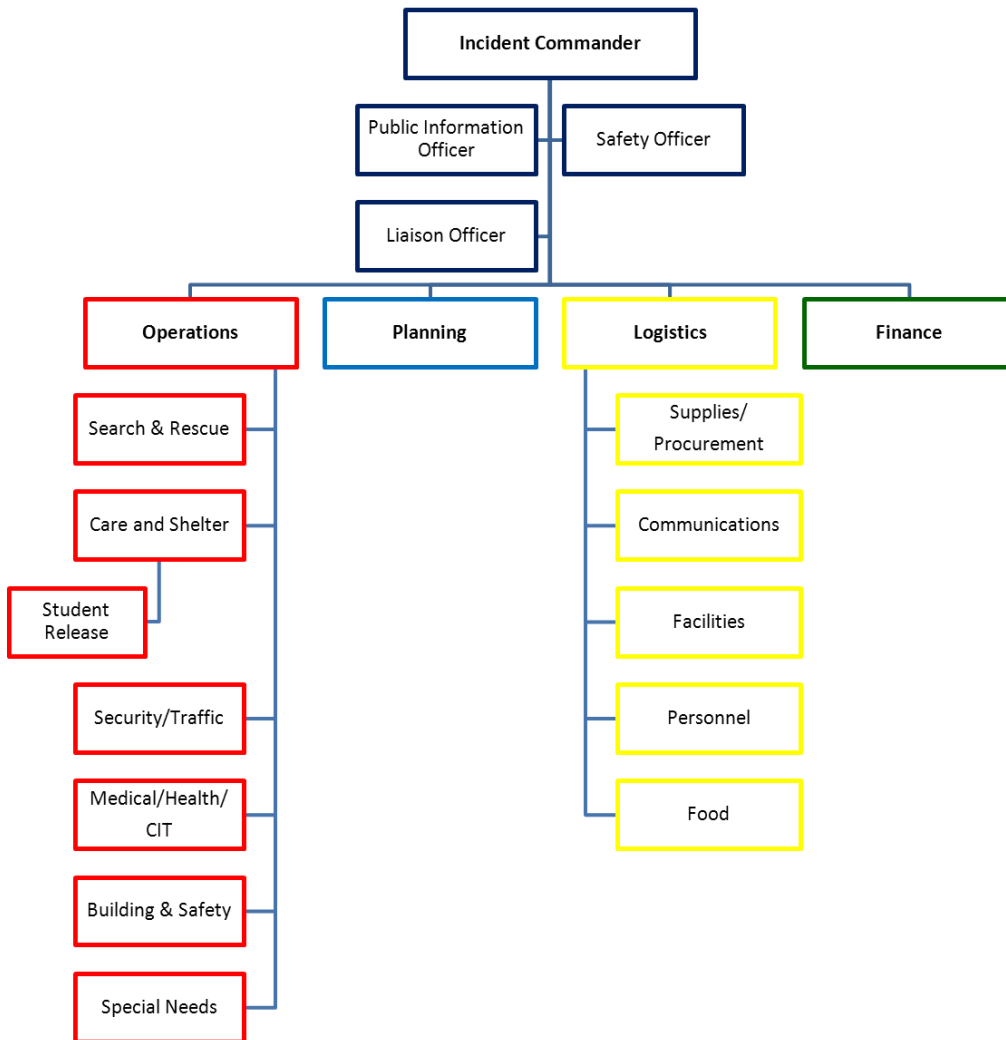 Incident Commander
Public Information
Officer
Safety Officer
Liaison Officer
Operations
Planning
Logistics
Finance
Search & Rescue
Care and Shelter
Student
Release
Security/Traffic
Medical/Health/
CIT
Building & Safety
Special Needs
Supplies/
Procurement
Communications
Facilities
Personnel
Food